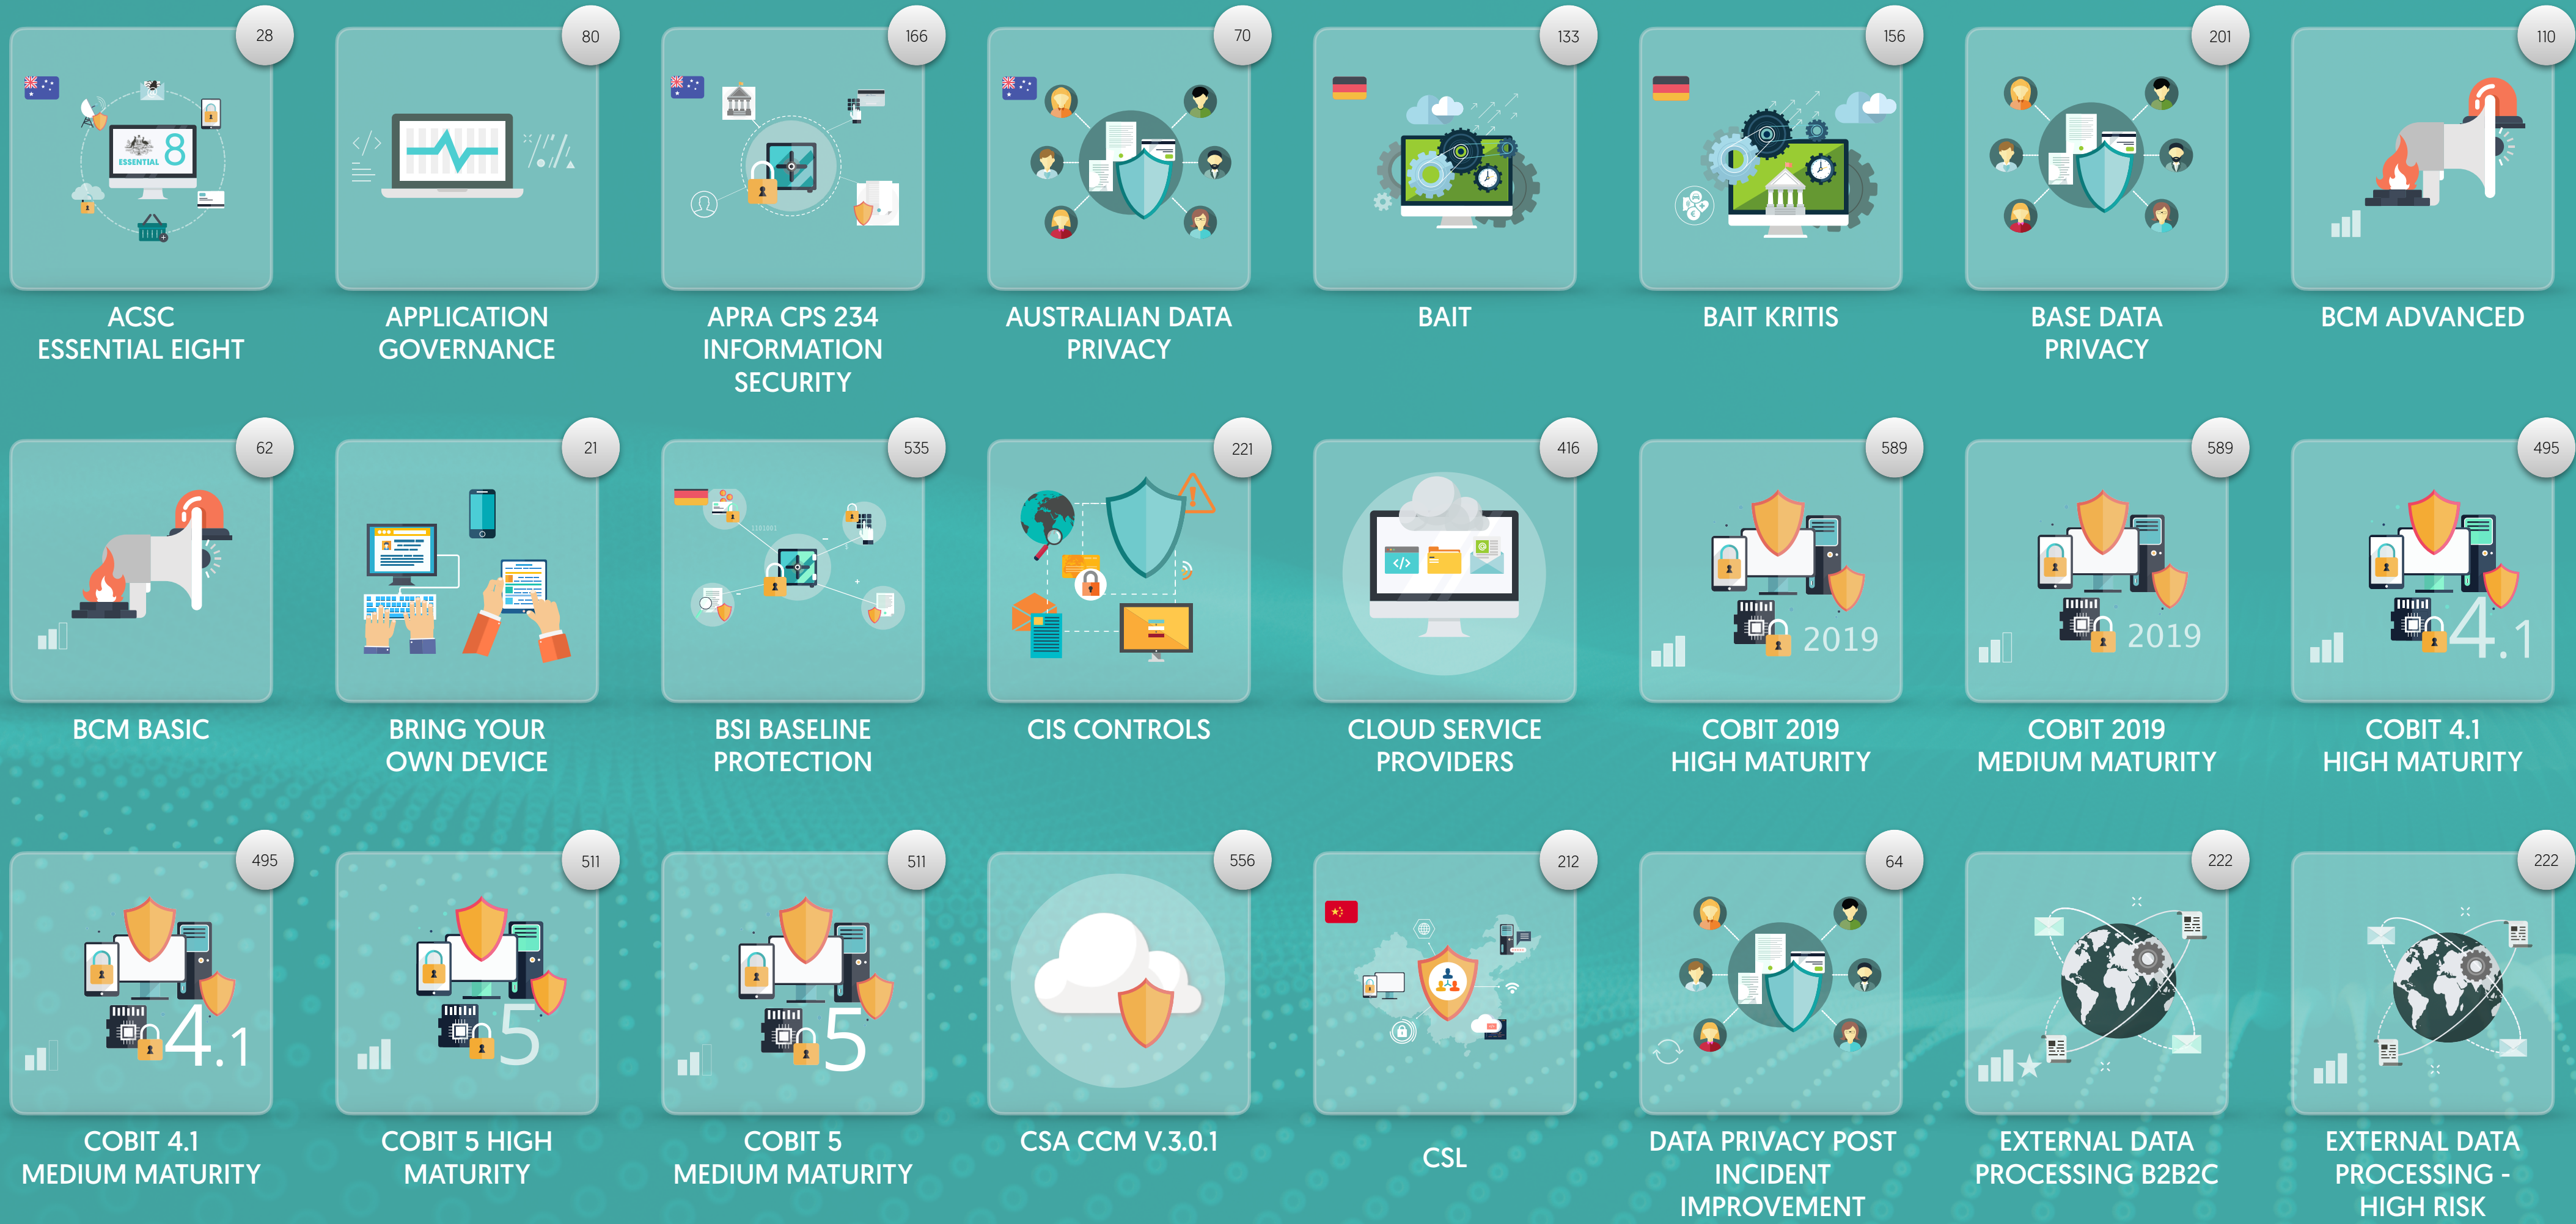 28
80
166
70
133
156
201
110
ESSENTIAL 8
ACSC
ESSENTIAL EIGHT
APPLICATION
GOVERNANCE
APRA CPS 234
INFORMATION
SECURITY
AUSTRALIAN DATA
PRIVACY
BAIT
BAIT KRITIS
BASE DATA
PRIVACY
BCM ADVANCED
62
21
535
221
416
589
589
495
2019
2019
4.1
BCM BASIC
BRING YOUR
OWN DEVICE
BSI BASELINE
PROTECTION
CIS CONTROLS
CLOUD SERVICE
PROVIDERS
COBIT 2019
HIGH MATURITY
COBIT 2019
MEDIUM MATURITY
COBIT 4.1
HIGH MATURITY
495
511
511
556
212
64
222
222
4.1
5
5
COBIT 4.1
MEDIUM MATURITY
COBIT 5 HIGH
MATURITY
COBIT 5
MEDIUM MATURITY
CSA CCM V.3.0.1
CSL
DATA PRIVACY POST
INCIDENT
IMPROVEMENT
EXTERNAL DATA
PROCESSING B2B2C
EXTERNAL DATA
PROCESSING -
HIGH RISK